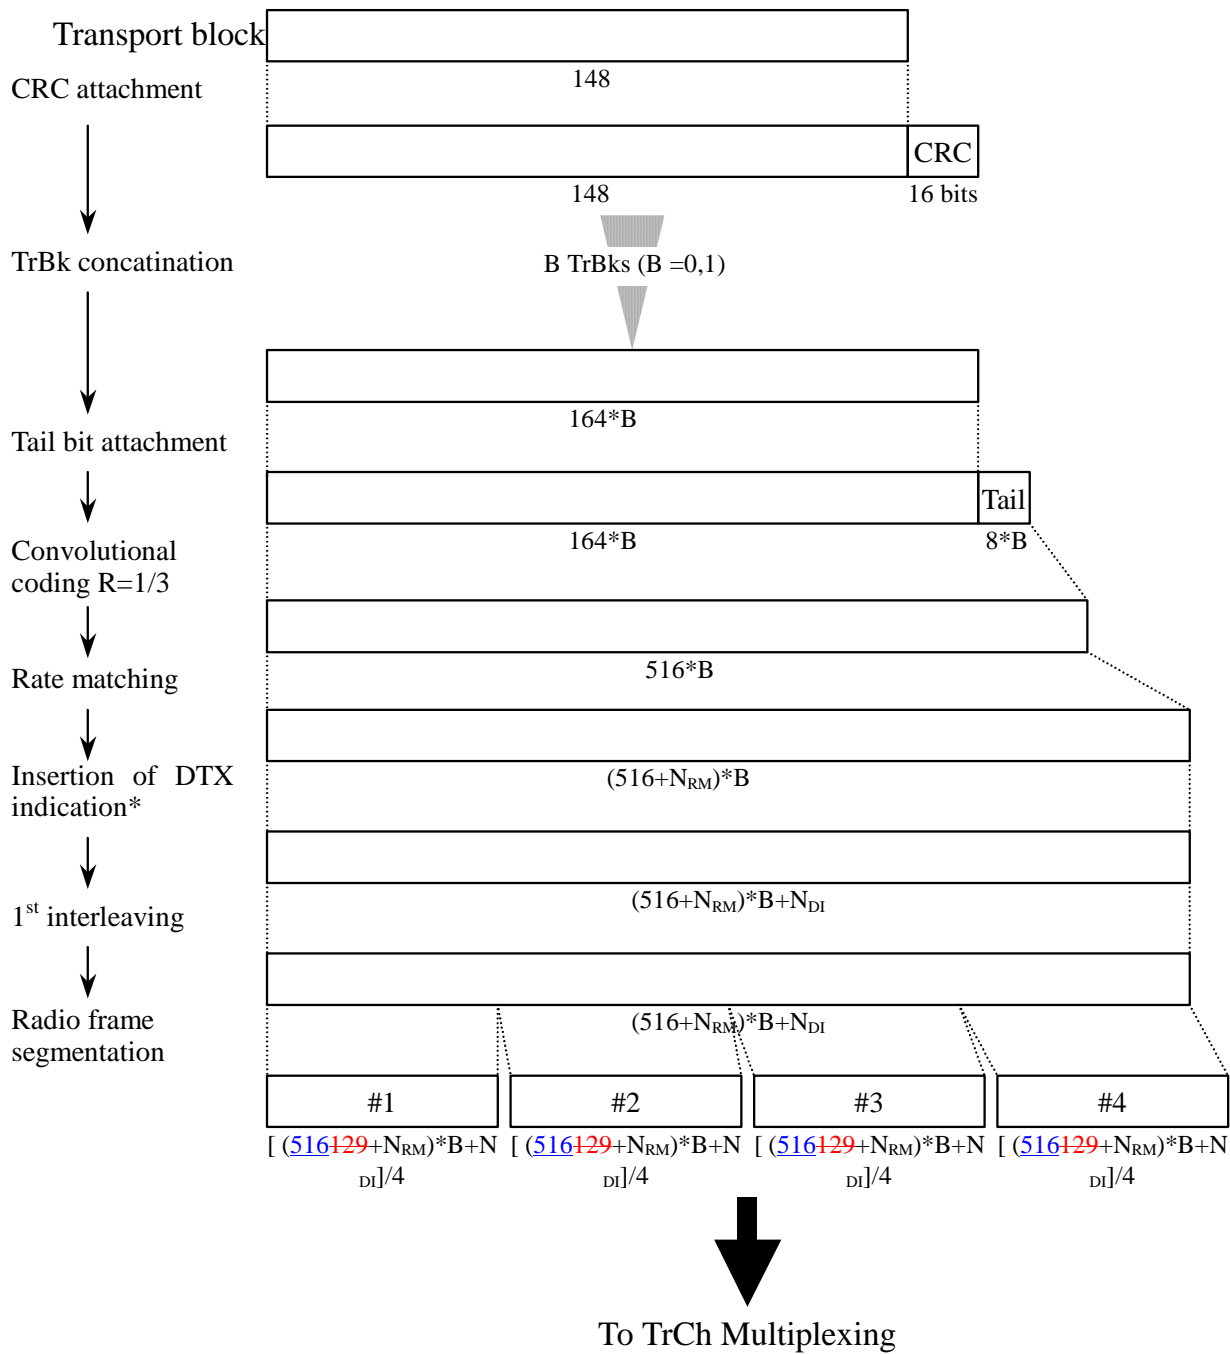 Transport block
148
CRC attachment
CRC
148
16 bits
TrBk concatination
B TrBks (B =0,1)
164*B
Tail bit attachment
Tail
164*B
8*B
Convolutional
coding R=1/3
516*B
Rate matching
(516+NRM)*B
Insertion of DTX
indication*
(516+NRM)*B+NDI
1st interleaving
(516+NRM)*B+NDI
Radio frame
segmentation
#1
#2
#3
#4
[ (516129+NRM)*B+N
DI]/4
[ (516129+NRM)*B+N
DI]/4
[ (516129+NRM)*B+N
DI]/4
[ (516129+NRM)*B+N
DI]/4
To TrCh Multiplexing